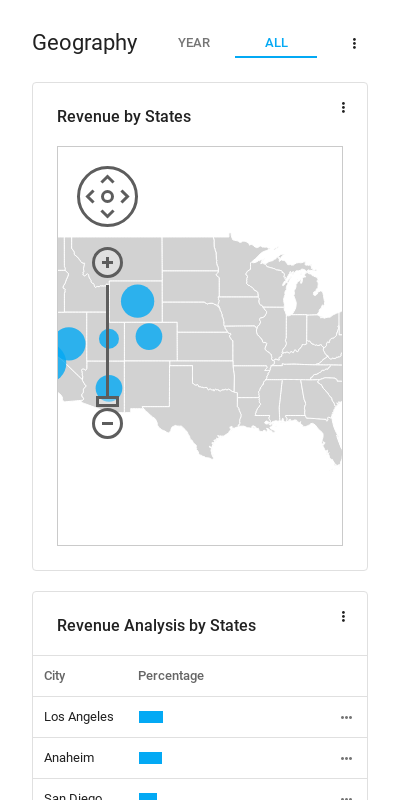 Geography
YEAR
ALL
Revenue by States
Revenue Analysis by States
City Percentage
Los Angeles
Anaheim
San Diego